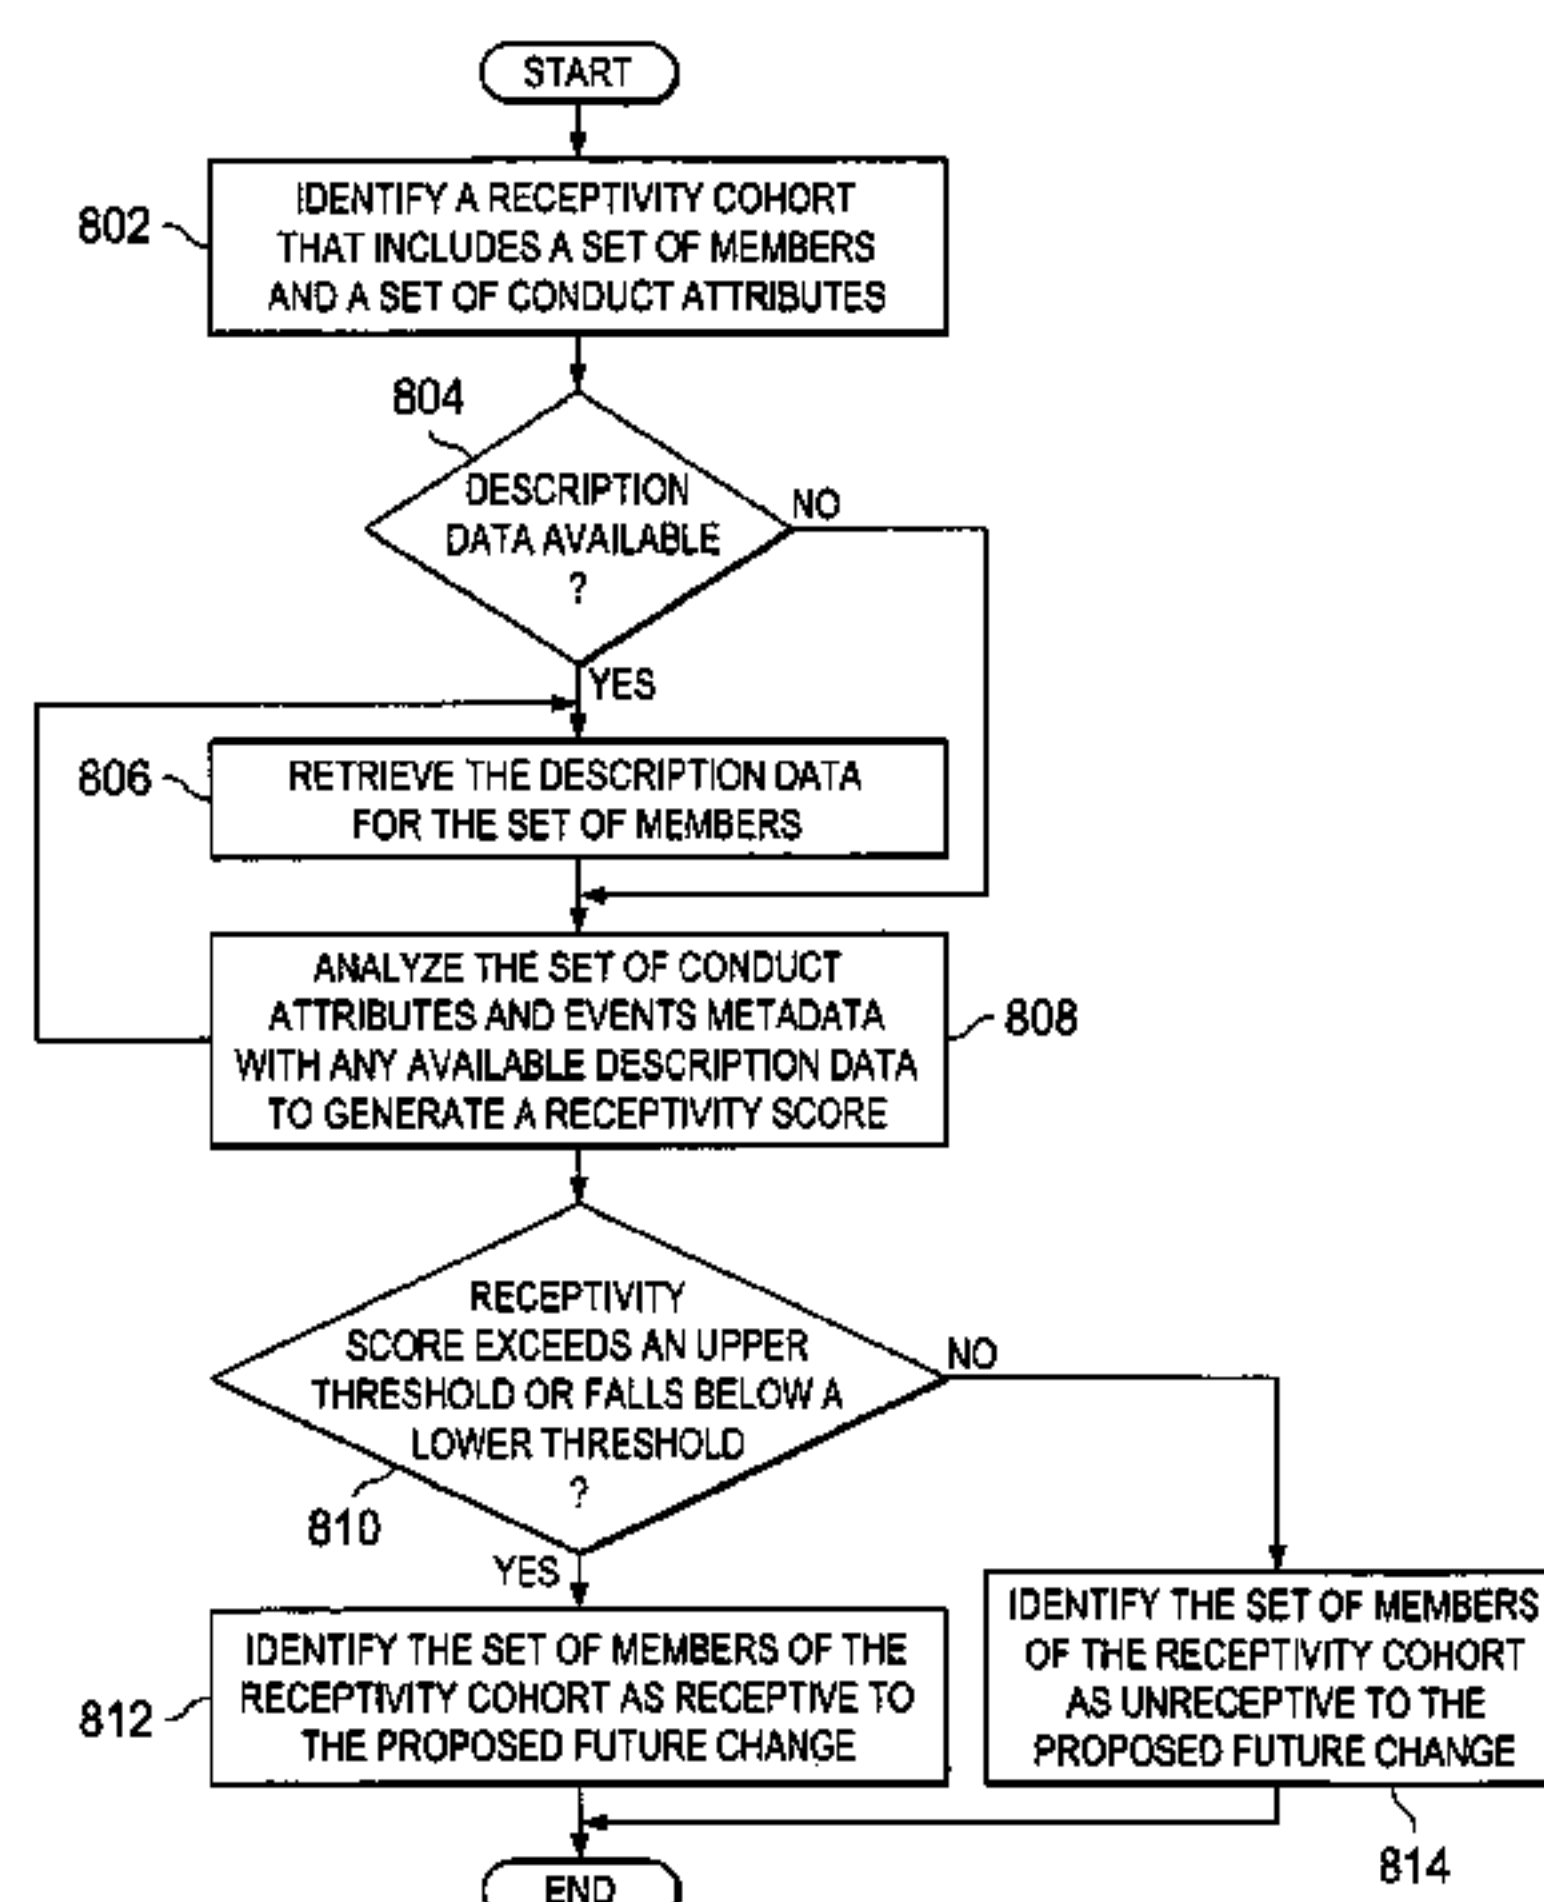 START
802
IDENTIFY A RECEPTIVITY COHORT
THAT INCLUDES A SET OF MEMBERS
AND A SET OF CONDUCT ATTRIBUTES
804
DESCRIPTION
DATA AVAILABLE
?
NO
YES
806
RETRIEVE THE DESCRIPTION DATA
FOR THE SET OF MEMBERS
ANALYZE THE SET OF CONDUCT
ATTRIBUTES AND EVENTS METADATA
WITH ANY AVAILABLE DESCRIPTION DATA
TO GENERATE A RECEPTIVITY SCORE
808
RECEPTIVITY
SCORE EXCEEDS AN UPPER
THRESHOLD OR FALLS BELOW A
LOWER THRESHOLD
?
NO
810
YES
812
IDENTIFY THE SET OF MEMBERS OF THE
RECEPTIVITY COHORT AS RECEPTIVE TO
THE PROPOSED FUTURE CHANGE
IDENTIFY THE SET OF MEMBERS
OF THE RECEPTIVITY COHORT
AS UNRECEPTIVE TO THE
PROPOSED FUTURE CHANGE
814
END